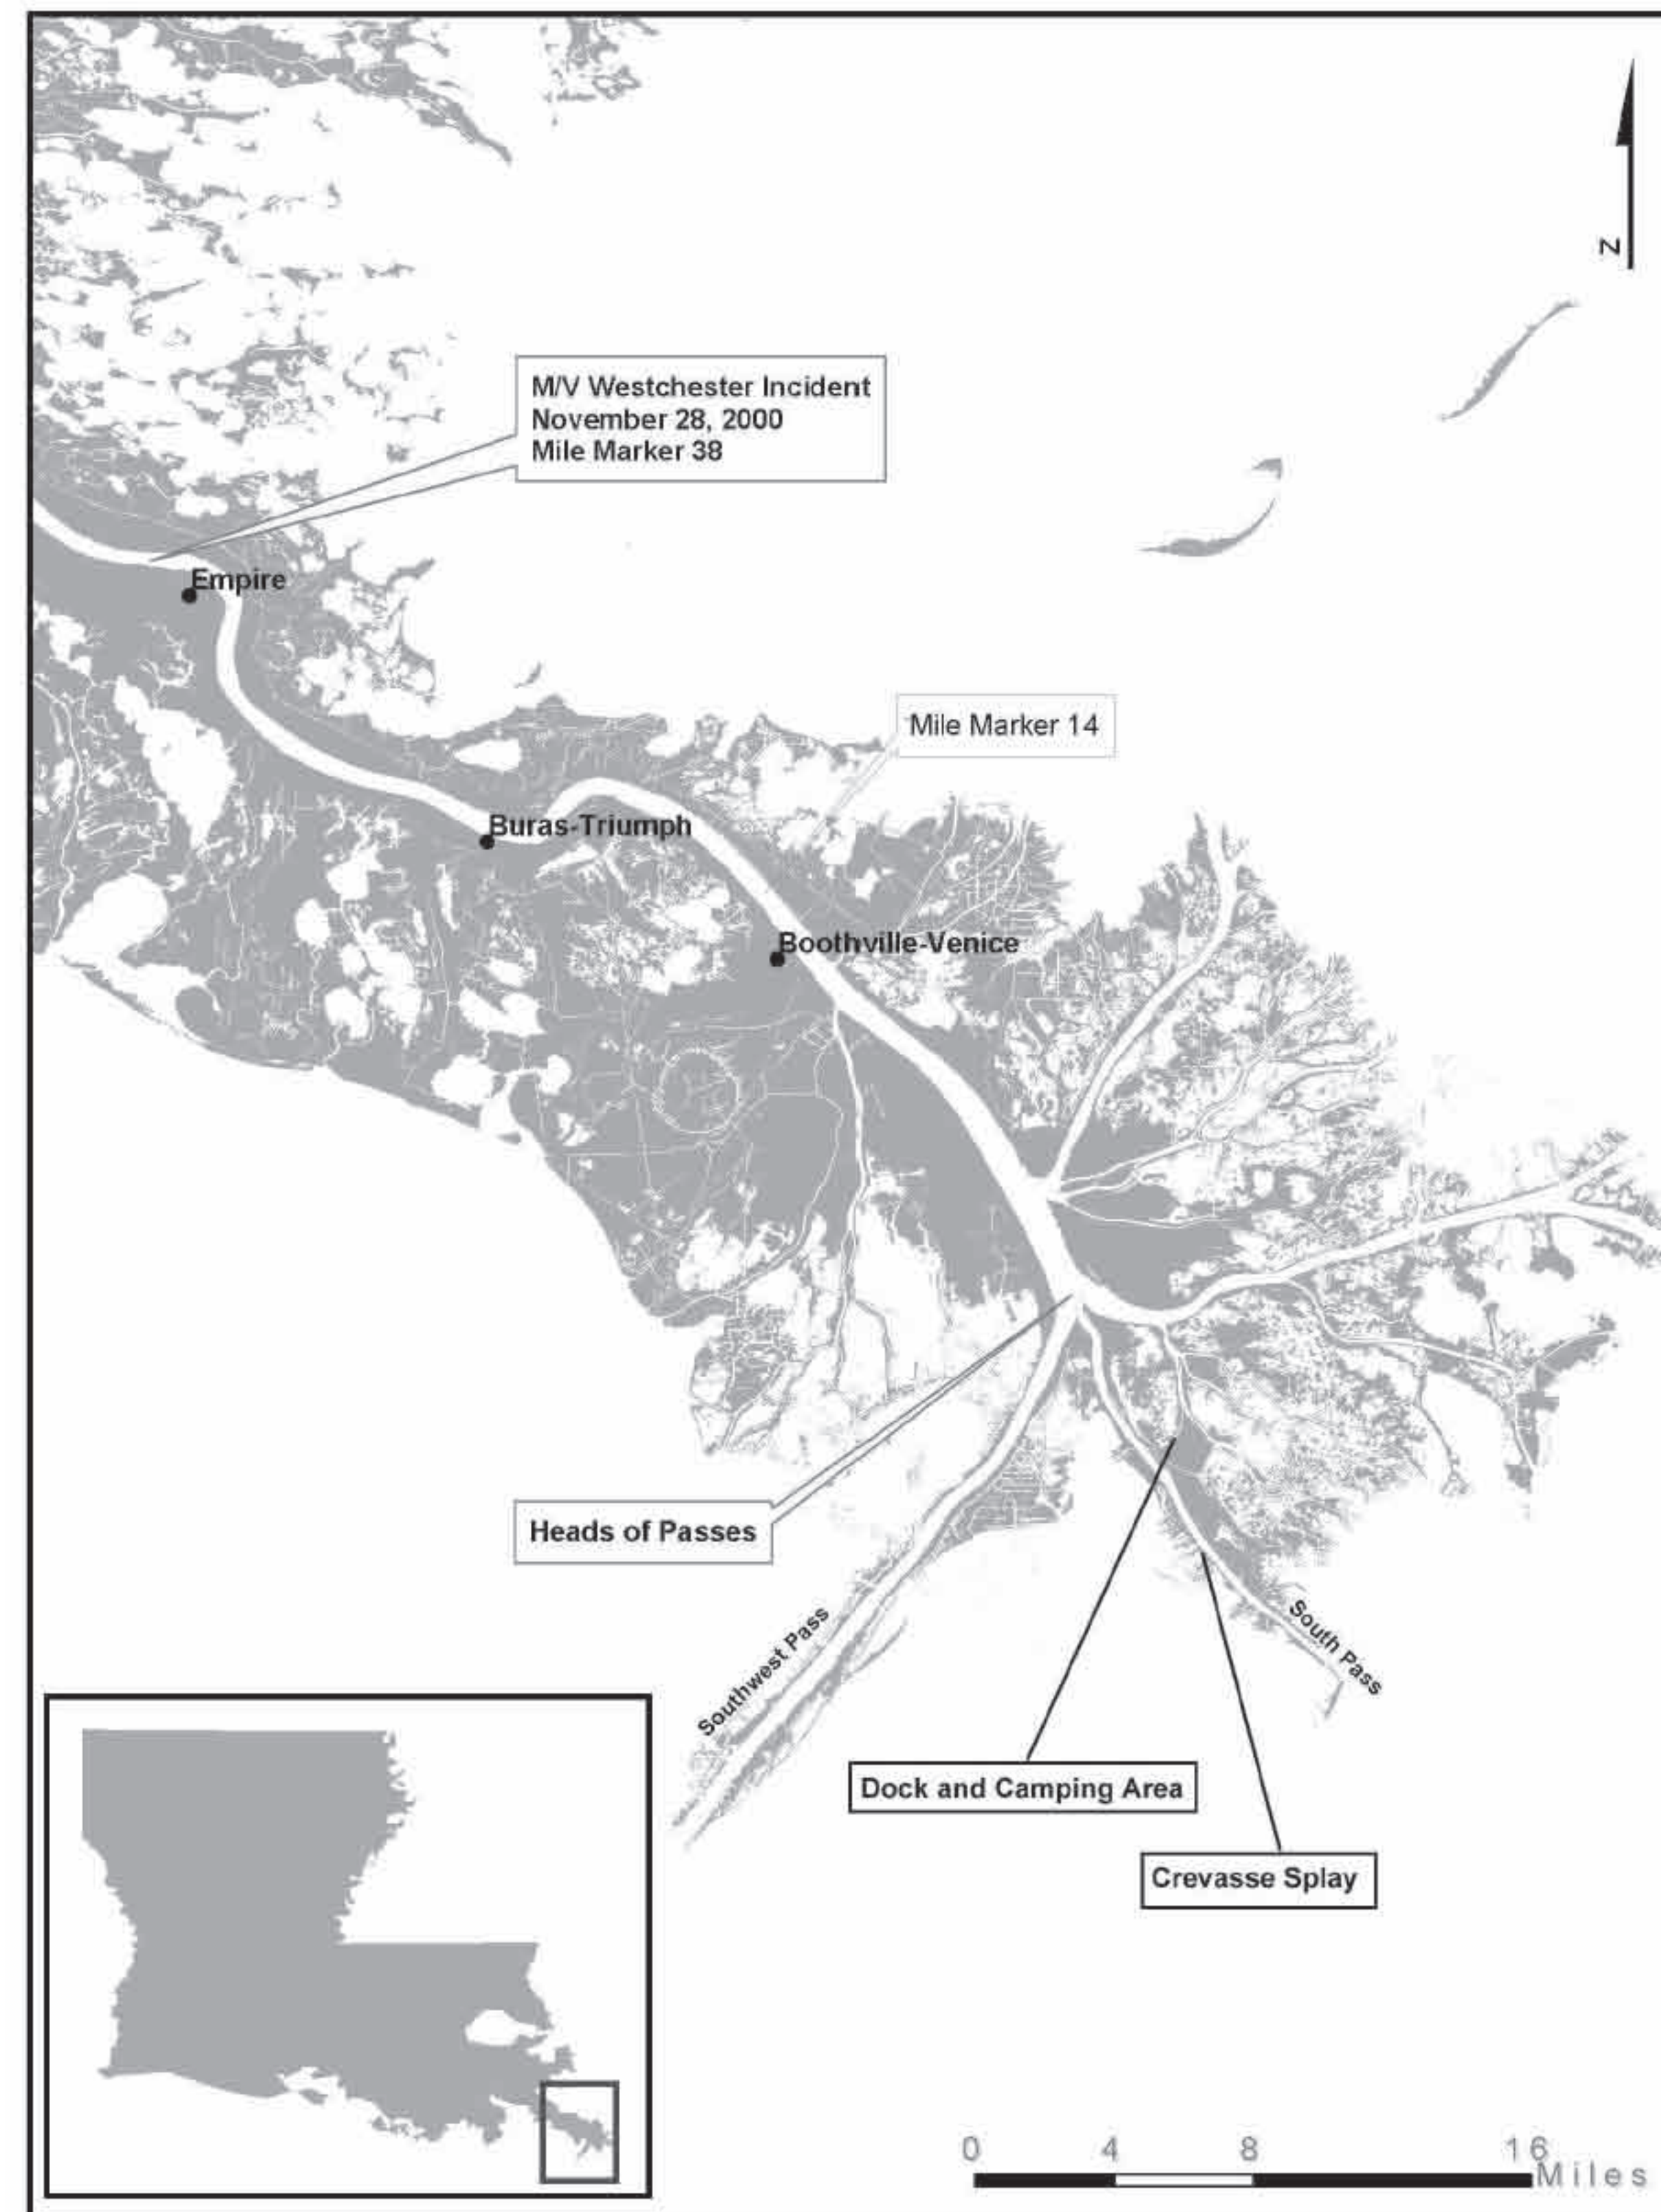 N
M/V Westchester Incident
November 28, 2000
Mile Marker 38
Empire
Mile Marker 14
Buras-Triumph
Boothville-Venice
Heads of Passes
Southwest Pass
South Pass
Dock and Camping Area
Crevasse Splay
0 4 8 16
Miles